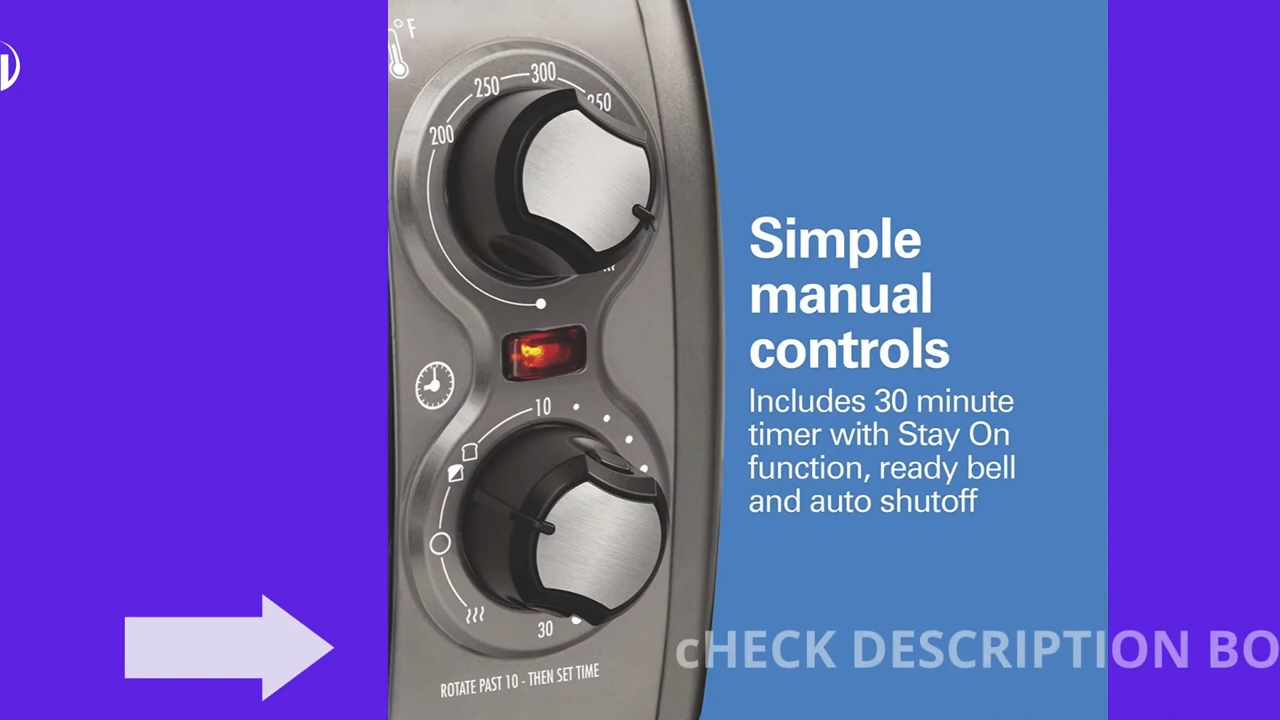 °F
250
300
350
200
Simple
manual
controls
Includes 30 minute
timer with Stay On
function, ready bell
and auto shutoff
10
30
ROTATE PAST 10 - THEN SET TIME
cHECK DESCRIPTION BO